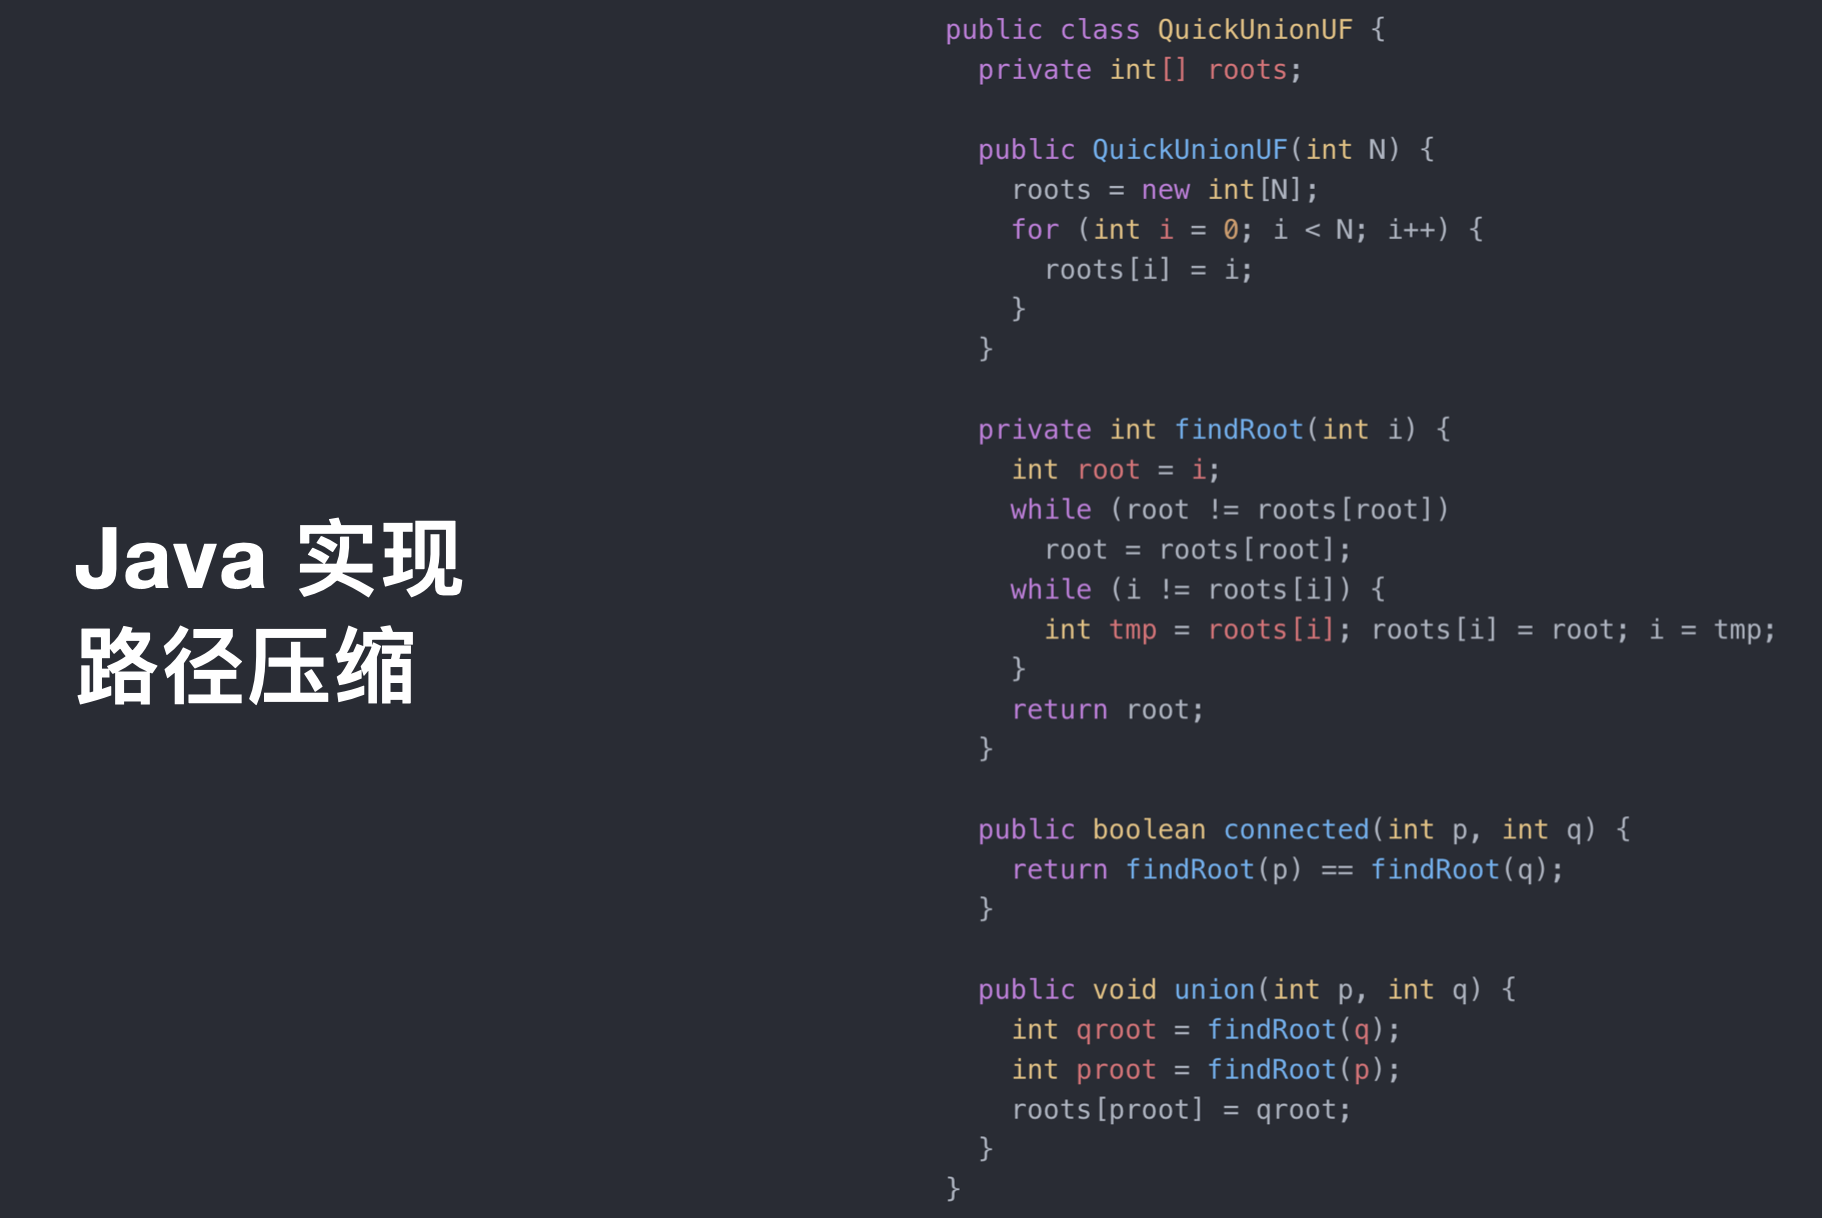 Java 实现
路径压缩
public class QuickUnionUF {
  private int[] roots;

  public QuickUnionUF(int N) {
    roots = new int[N];
    for (int i = 0; i < N; i++) {
      roots[i] = i;
    }
  }

  private int findRoot(int i) {
    int root = i;
    while (root != roots[root])
      root = roots[root];
    while (i != roots[i]) {
      int tmp = roots[i]; roots[i] = root; i = tmp;
    }
    return root;
  }

  public boolean connected(int p, int q) {
    return findRoot(p) == findRoot(q);
  }

  public void union(int p, int q) {
    int qroot = findRoot(q);
    int proot = findRoot(p);
    roots[proot] = qroot;
  }
}